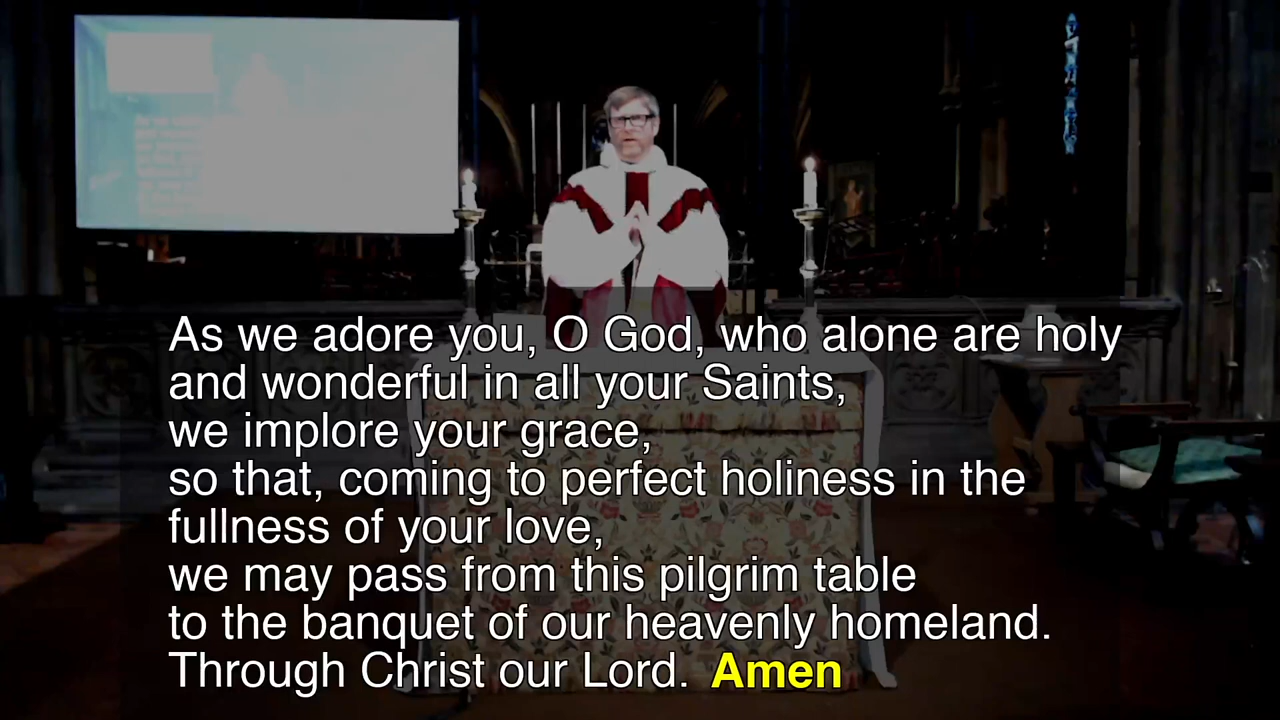 As we adore you, O God, who alone are holy
and wonderful in all your Saints,
we implore your grace,
so that, coming to perfect holiness in the
fullness of your love,
we may pass from this pilgrim table
to the banquet of our heavenly homeland.
Through Christ our Lord. Amen